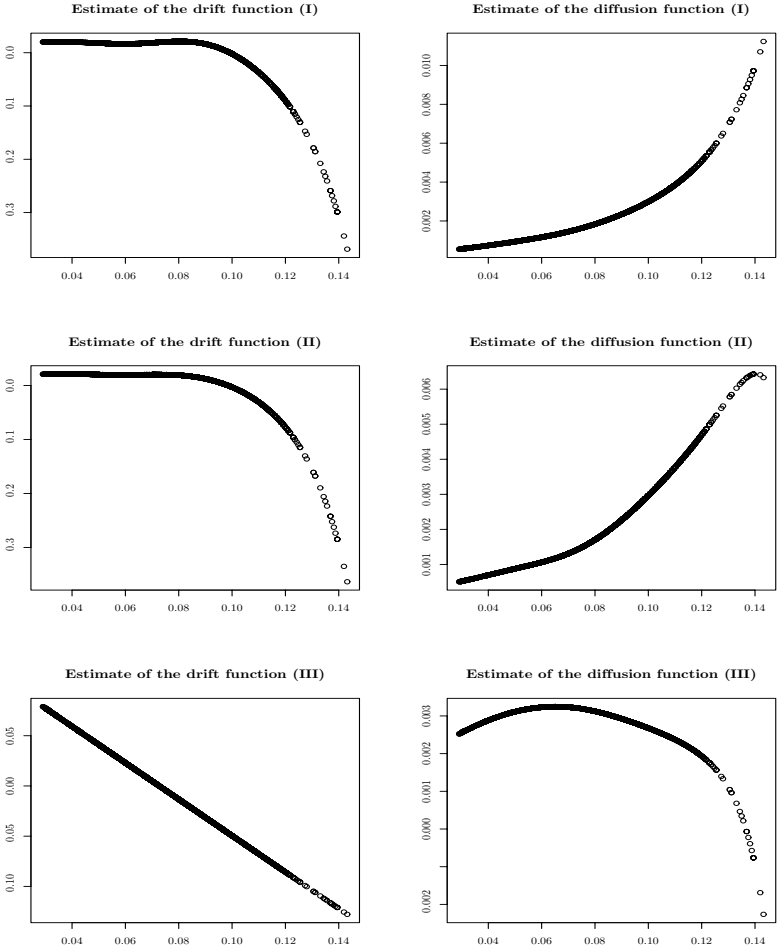 Estimate of the drift function (I)
0.0
0.1
0.2
0.3
0.04 0.06 0.08 0.10 0.12 0.14
Estimate of the diffusion function (I)
0.010
0.008
0.006
0.004
0.002
0.04 0.06 0.08 0.10 0.12 0.14
Estimate of the drift function (II)
0.0
0.1
0.2
0.3
0.04 0.06 0.08 0.10 0.12 0.14
Estimate of the diffusion function (II)
0.006
0.005
0.004
0.003
0.002
0.001
0.04 0.06 0.08 0.10 0.12 0.14
Estimate of the drift function (III)
0.05
0.00
0.05
0.10
0.04 0.06 0.08 0.10 0.12 0.14
Estimate of the diffusion function (III)
0.003
0.002
0.001
0.000
0.002
0.04 0.06 0.08 0.10 0.12 0.14